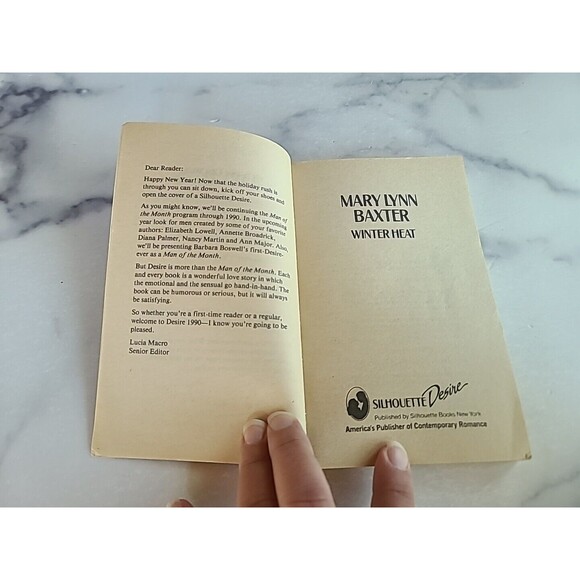 Dear Reader:
Happy New Year! Now that the holiday rush is
through you can sit down, kick off your shoes and
open the cover of a Silhouette Desire.
As you might know, we'll be continuing the Man of
the Month program through 1990. In the upcoming
year look for men created by some of your favorite
authors: Elizabeth Lowell, Annette Broadrick,
Diana Palmer, Nancy Martin and Ann Major. Also,
we'll be presenting Barbara Boswell's first-Desire-
ever as a Man of the Month.
But Desire is more than the Man of the Month. Each
and every book is a wonderful love story in which
the emotional and the sensual go hand-in-hand. The
book can be humorous or serious, but it will always
be satisfying.
So whether you're a first-time reader or a regular,
welcome to Desire 1990—I know you're going to be
pleased.
Lucia Macro
Senior Editor
MARY LYNN
BAXTER
WINTER HEAT
SILHOUETTE Desire
Published by Silhouette Books New York
America's Publisher of Contemporary Romance